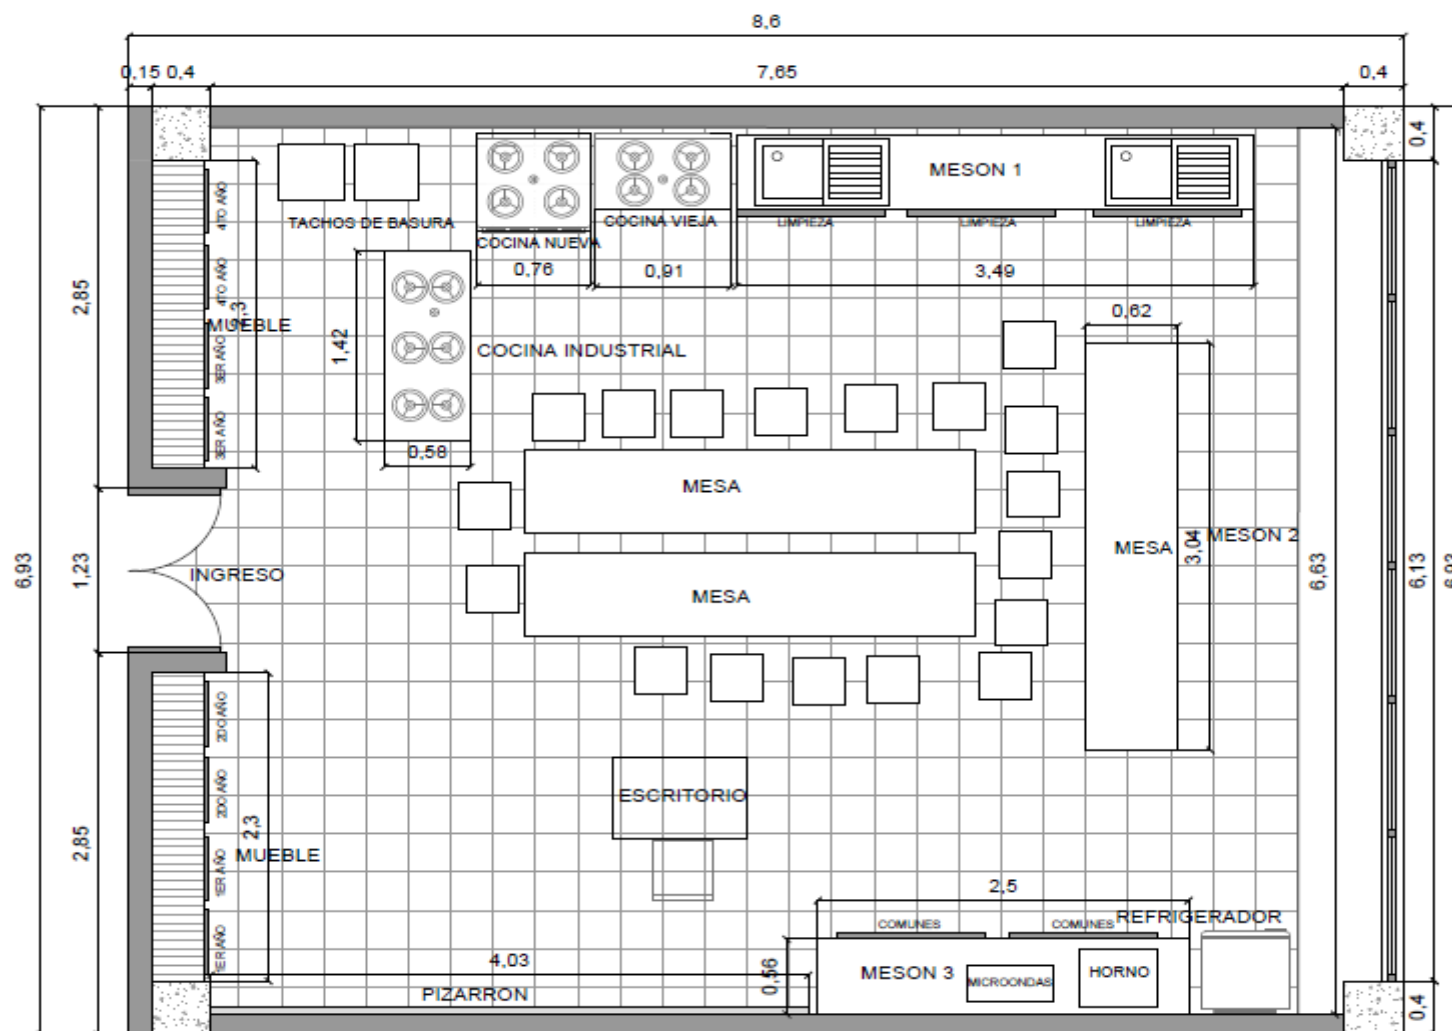 8,6
0,15 0,4
7,65
0,4
0,4
MESON 1
TACHOS DE BASURA
COCINA VIEJA
LIMPIEZA
LIMPIEZA
LIMPIEZA
COCINA NUEVA
4TO AÑO
4TO AÑO
3ER AÑO
3ER AÑO
0,76
0,91
3,49
2,85
2,3
MUEBLE
1,42
COCINA INDUSTRIAL
0,62
0,58
MESA
MESA
3,04
MESON 2
6,93
1,23
INGRESO
MESA
6,63
6,13
6,93
2DO AÑO
2DO AÑO
1ER AÑO
1ER AÑO
ESCRITORIO
2,85
2,3
MUEBLE
2,5
COMUNES
COMUNES
REFRIGERADOR
4,03
0,56
MESON 3
MICROONDAS
HORNO
PIZARRON
0,4